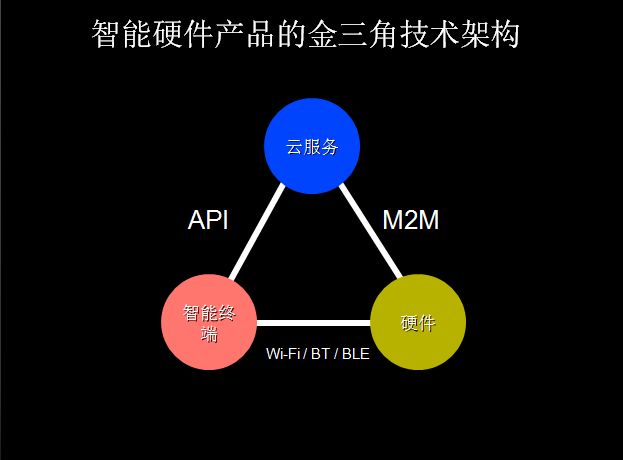 智能硬件产品的金三角技术架构
云服务
API
M2M
智能终
端
硬件
Wi-Fi / BT / BLE